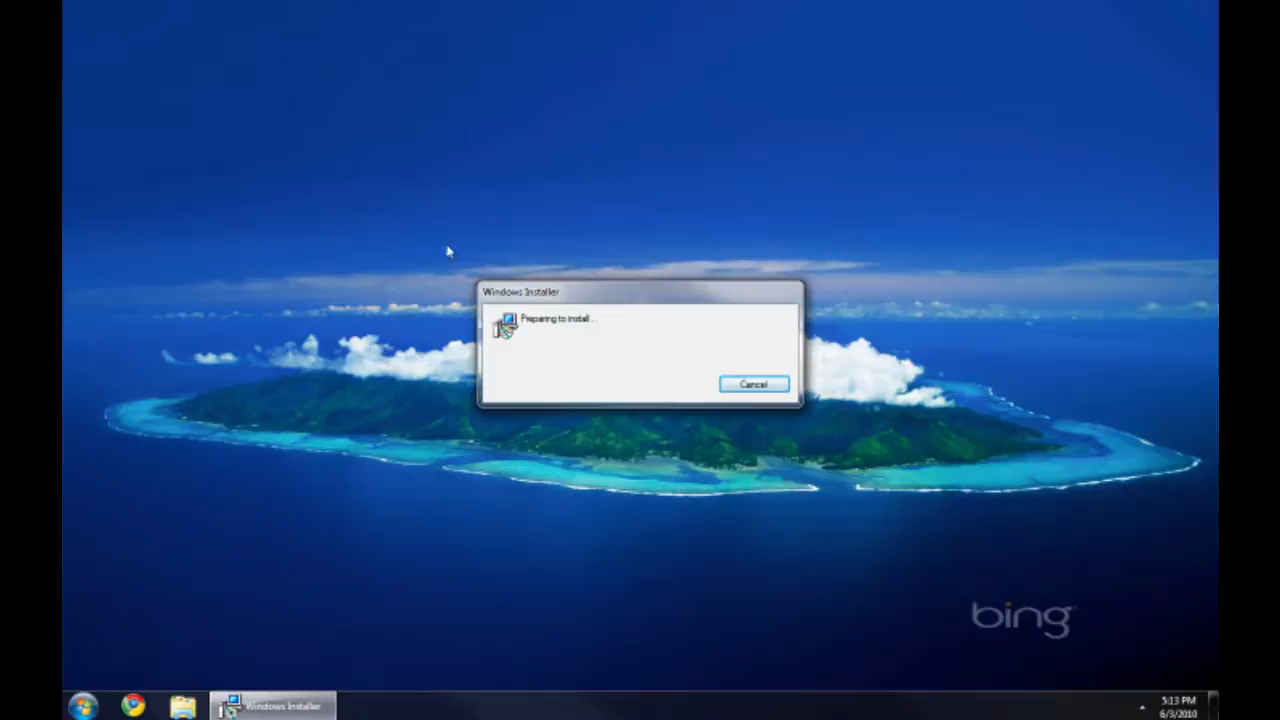 Windows Installer
Preparing to install...
Cancel
bing
Windows Installer
5:13 PM
6/3/2010